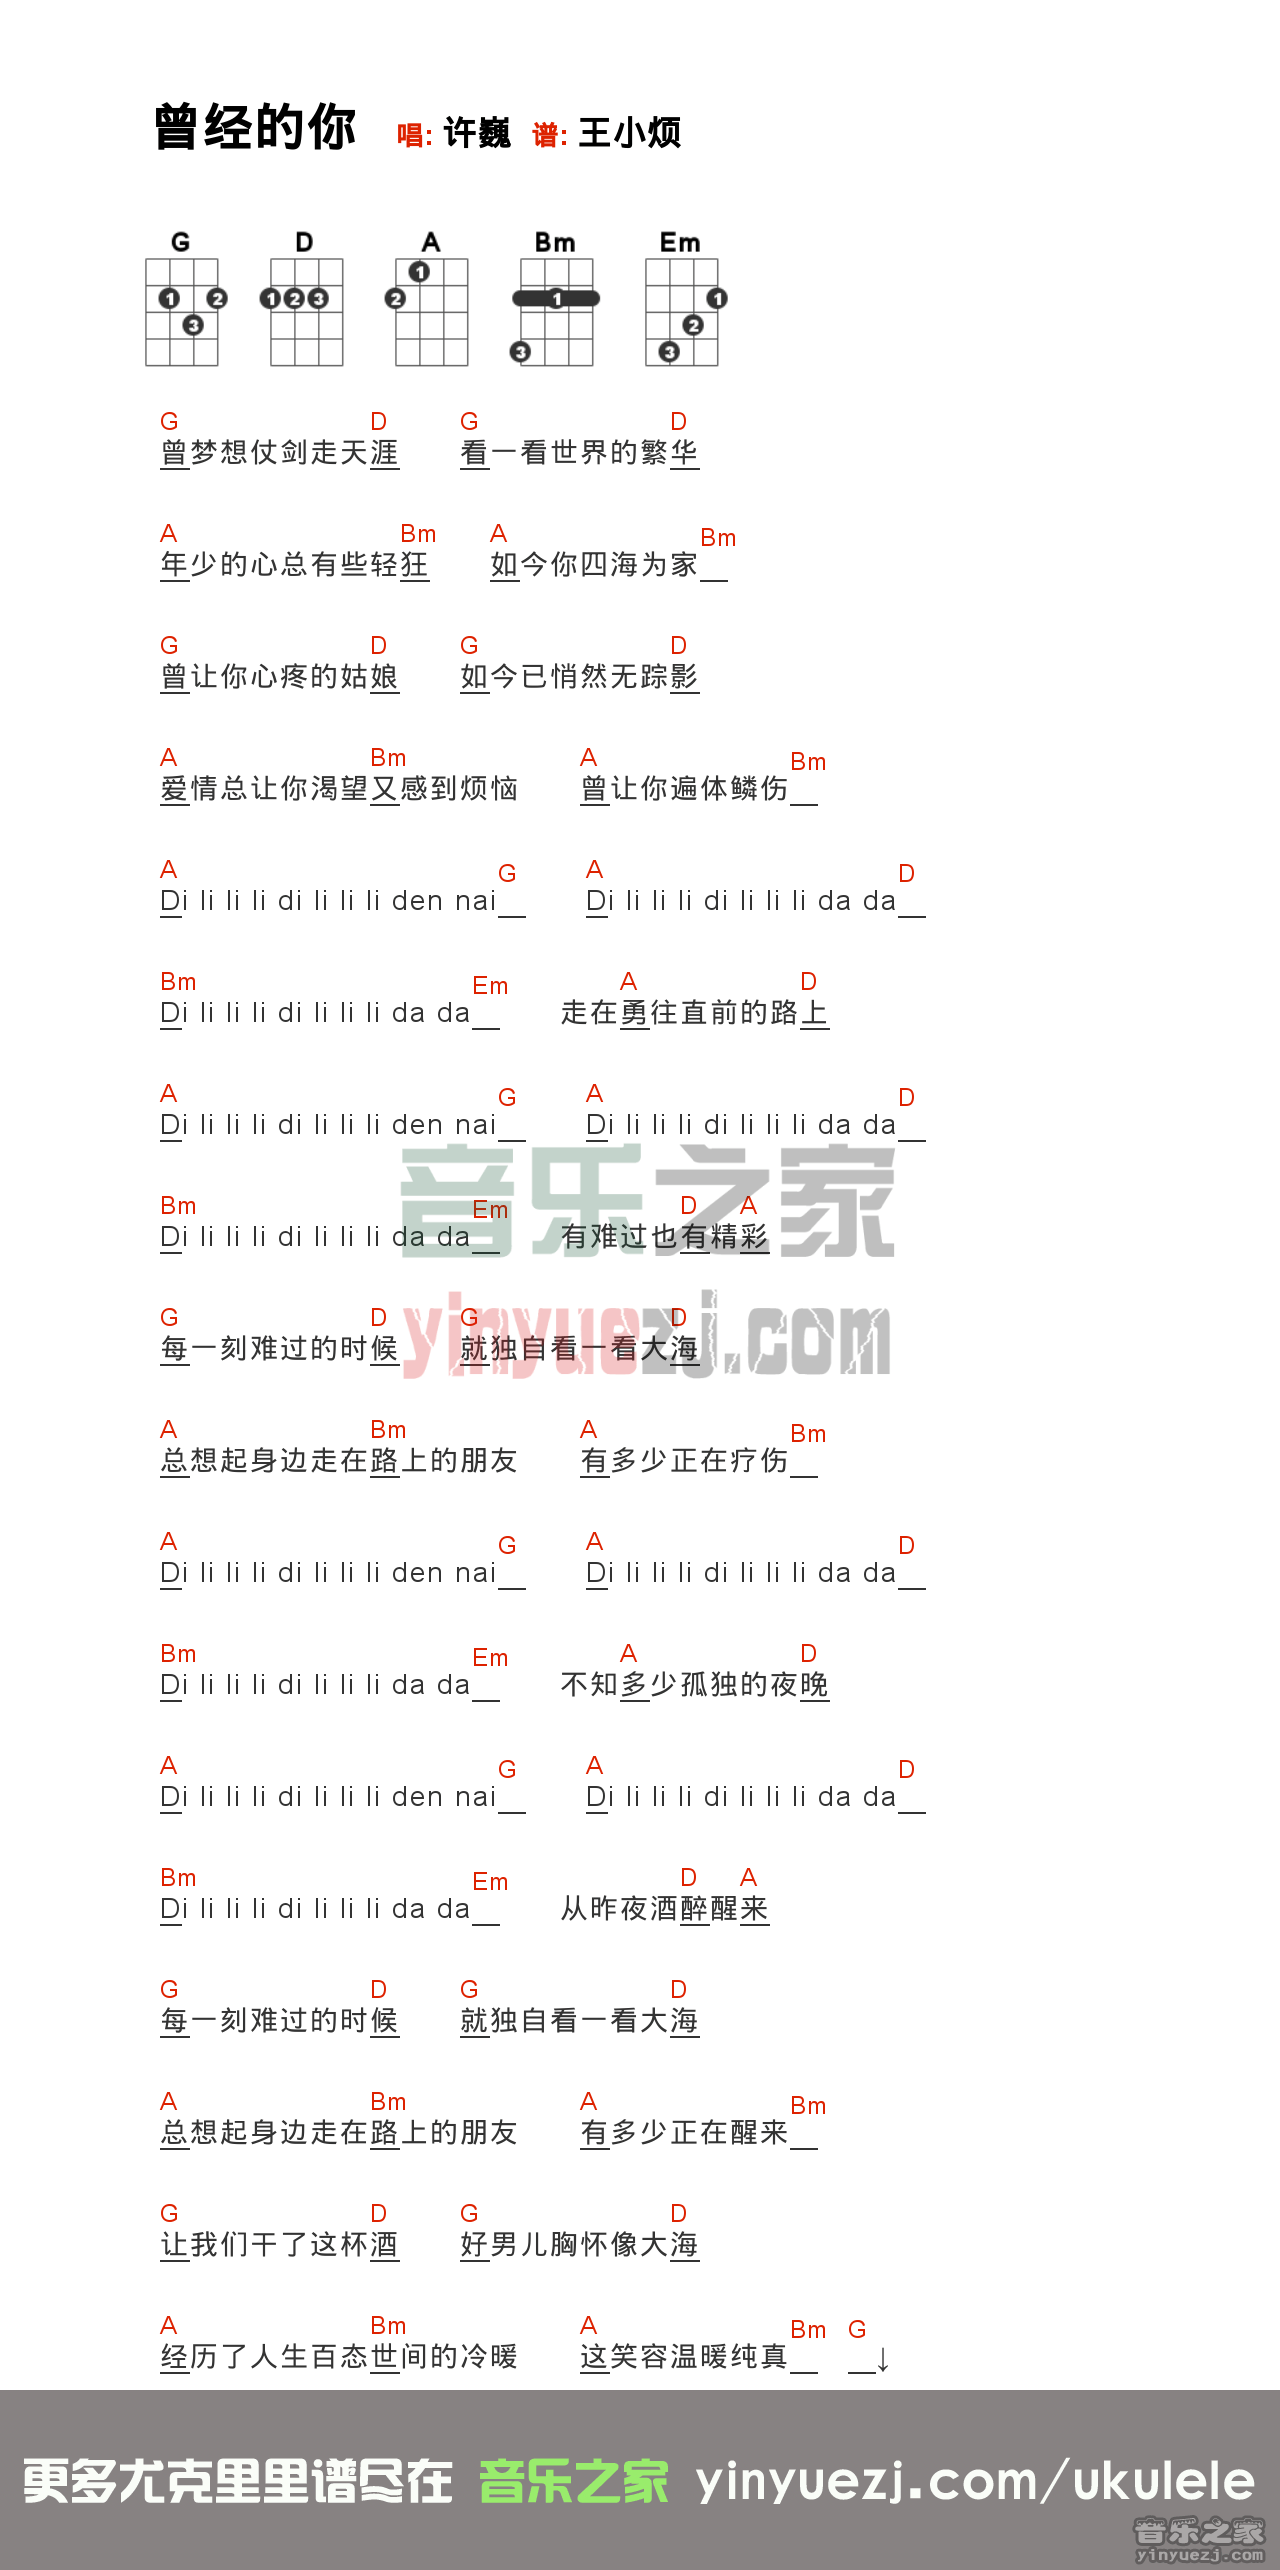 曾经的你 唱: 许巍 谱: 王小烦
G D A Bm Em
1 2 3 1 2 3 1 2 1 3 1 2 3
G D G D
曾梦想仗剑走天涯 看一看世界的繁华
A Bm A Bm
年少的心总有些轻狂 如今你四海为家__
G D G D
曾让你心疼的姑娘 如今已悄然无踪影
A Bm A Bm
爱情总让你渴望又感到烦恼 曾让你遍体鳞伤__
A G A D
Di li li li di li li li den nai__ Di li li li di li li li da da__
Bm Em A D
Di li li li di li li li da da__ 走在勇往直前的路上
A G A D
Di li li li di li li li den nai__ Di li li li di li li li da da__
音乐之家
Bm Em D A
Di li li li di li li li da da__ 有难过也有精彩
yinyuezj.com
G D G D
每一刻难过的时候 就独自看一看大海
A Bm A Bm
总想起身边走在路上的朋友 有多少正在疗伤__
A G A D
Di li li li di li li li den nai__ Di li li li di li li li da da__
Bm Em A D
Di li li li di li li li da da__ 不知多少孤独的夜晚
A G A D
Di li li li di li li li den nai__ Di li li li di li li li da da__
Bm Em D A
Di li li li di li li li da da__ 从昨夜酒醉醒来
G D G D
每一刻难过的时候 就独自看一看大海
A Bm A Bm
总想起身边走在路上的朋友 有多少正在醒来__
G D G D
让我们干了这杯酒 好男儿胸怀像大海
A Bm A Bm G
经历了人生百态世间的冷暖 这笑容温暖纯真__ __↓
更多尤克里里谱尽在 音乐之家 yinyuezj.com/ukulele
音乐之家
yinyuezj.com